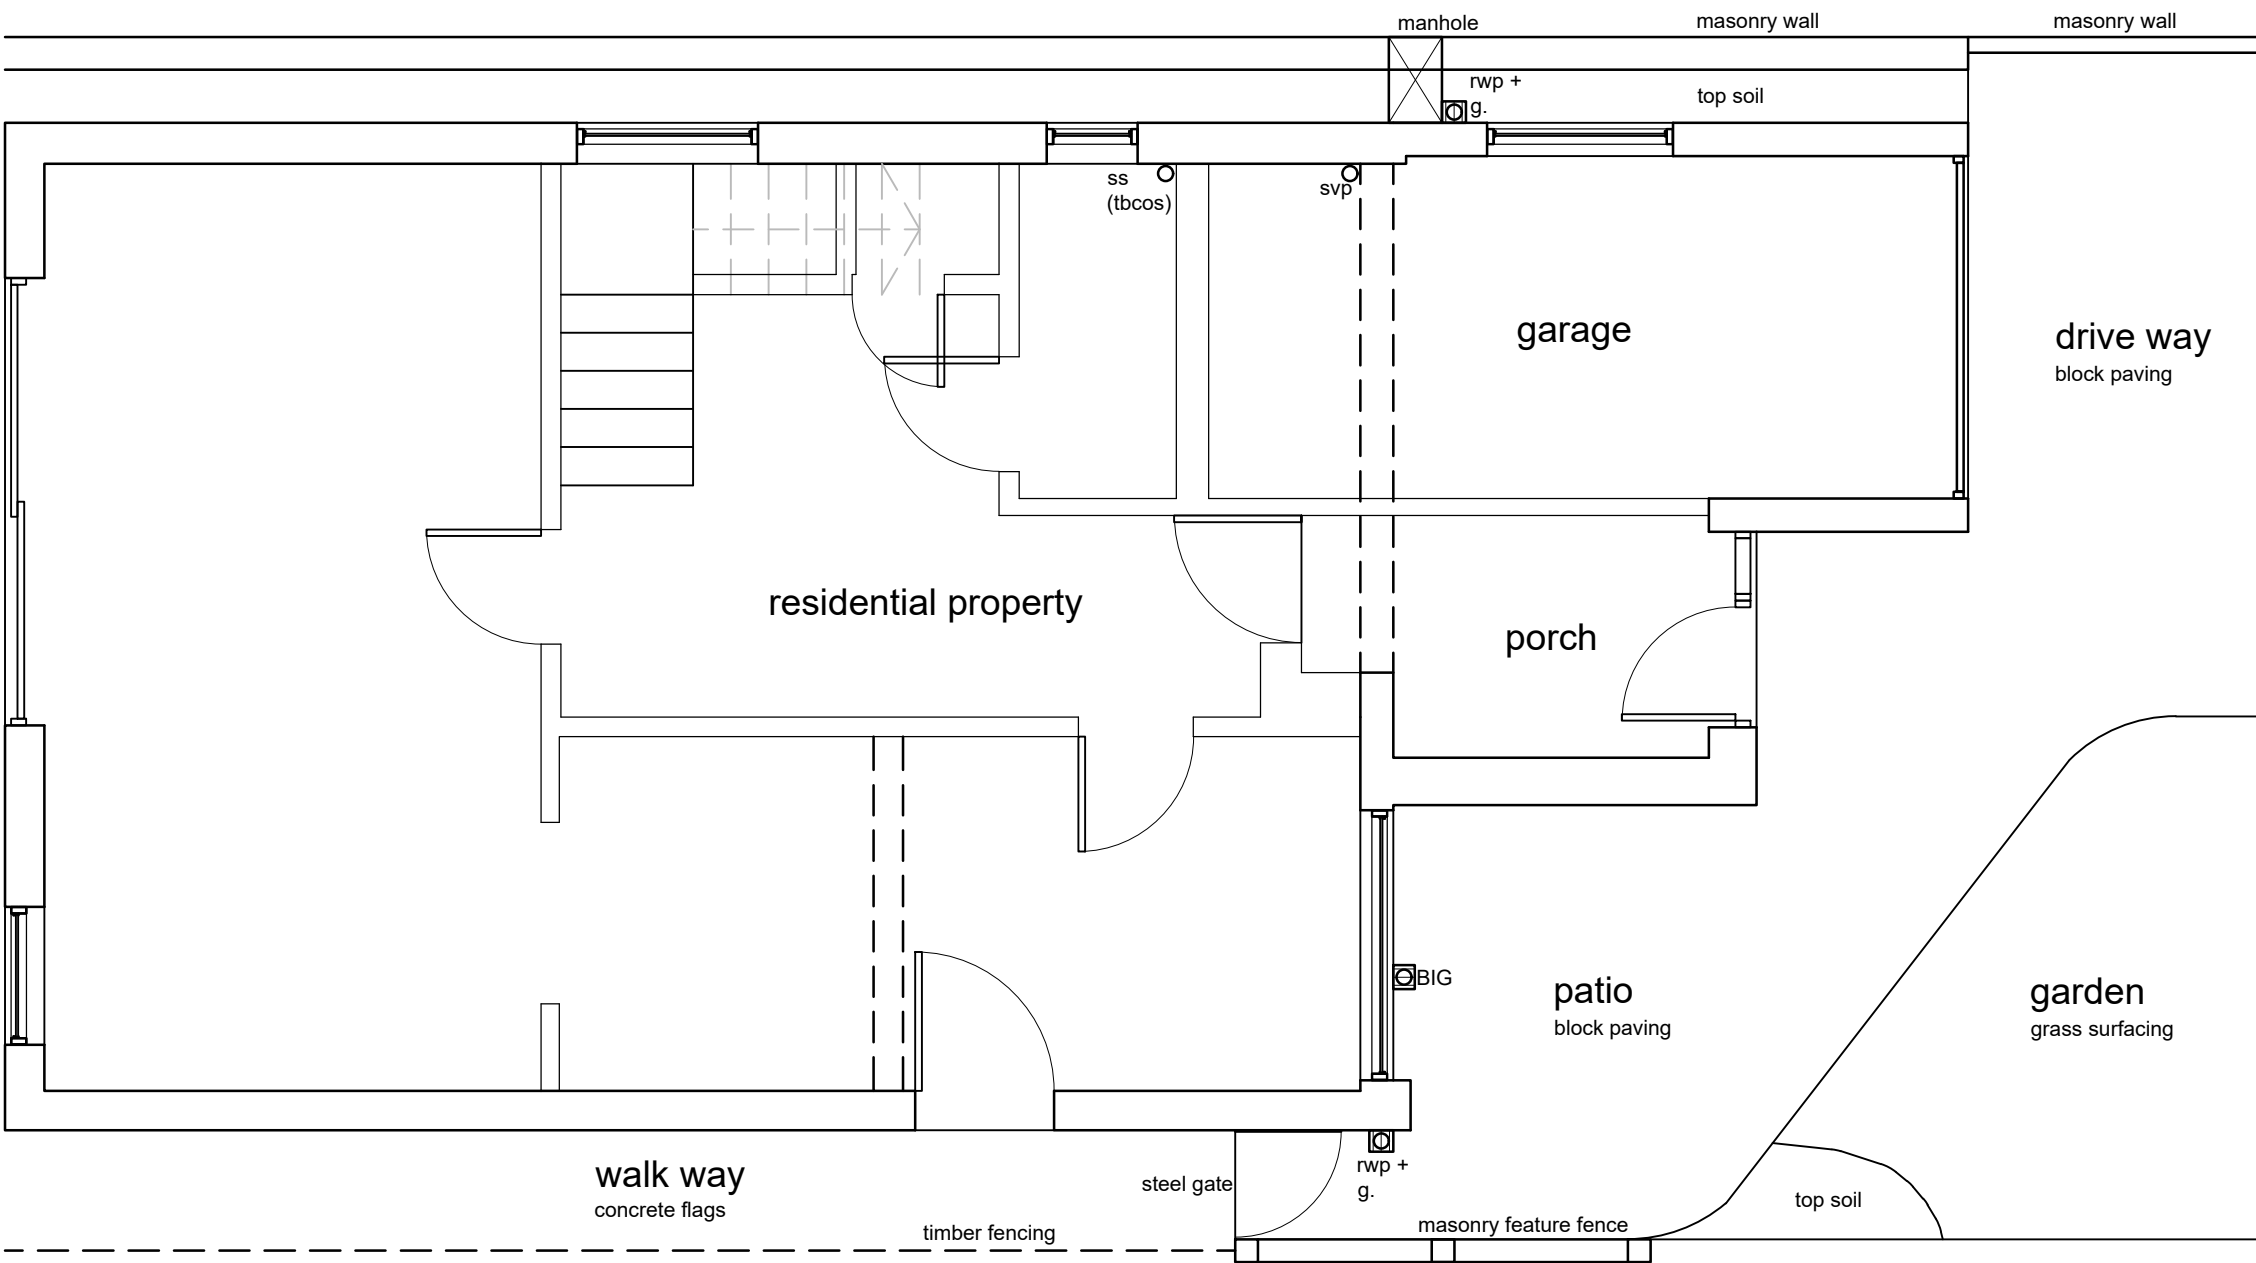 manhole
masonry wall
masonry wall
rwp +
g.
top soil
ss
(tbcos)
svp
garage
drive way
block paving
residential property
porch
BIG
patio
block paving
garden
grass surfacing
walk way
concrete flags
steel gate
rwp +
g.
timber fencing
masonry feature fence
top soil